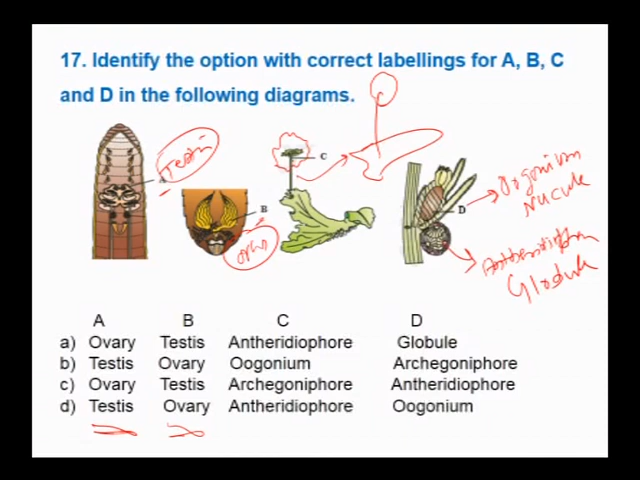 17. Identify the option with correct labellings for A, B, C
and D in the following diagrams.
Testis
A
C
B
D
Oogonium
Nucule
Globule
A B C D
a) Ovary Testis Antheridiophore Globule
b) Testis Ovary Oogonium Archegoniphore
c) Ovary Testis Archegoniphore Antheridiophore
d) Testis Ovary Antheridiophore Oogonium